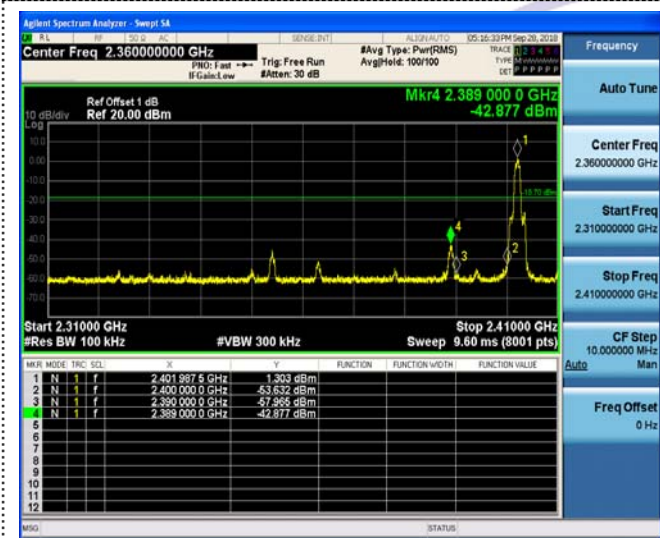 Agilent Spectrum Analyzer - Swept SA
RL RF 50 Ω AC SENSE:INT ALIGNAUTO 05:16:33 PM Sep 28, 2018
Center Freq 2.360000000 GHz
PNO: Fast
IFGain:Low
Trig: Free Run
#Atten: 30 dB
#Avg Type: Pwr(RMS)
Avg|Hold: 100/100
TRACE 1 2 3 4 5 6
TYPE M
DET P P P P P P
Frequency
Mkr4 2.389 000 0 GHz
-42.877 dBm
Ref Offset 1 dB
Ref 20.00 dBm
10 dB/div
Log
10.0
0.00
-10.0
-20.0
-30.0
-40.0
-50.0
-60.0
-70.0
1
2
3
4
Start 2.31000 GHz
Stop 2.41000 GHz
#Res BW 100 kHz
#VBW 300 kHz
Sweep 9.60 ms (8001 pts)
MKR MODE TRC SCL X Y FUNCTION FUNCTION WIDTH FUNCTION VALUE
1 N 1 f 2.401 987 5 GHz 1.303 dBm
2 N 1 f 2.400 000 0 GHz -53.632 dBm
3 N 1 f 2.390 000 0 GHz -57.965 dBm
4 N 1 f 2.389 000 0 GHz -42.877 dBm
5
6
7
8
9
10
11
12
MSG
STATUS
Auto Tune
Center Freq
2.360000000 GHz
Start Freq
2.310000000 GHz
Stop Freq
2.410000000 GHz
CF Step
10.000000 MHz
Auto Man
Freq Offset
0 Hz